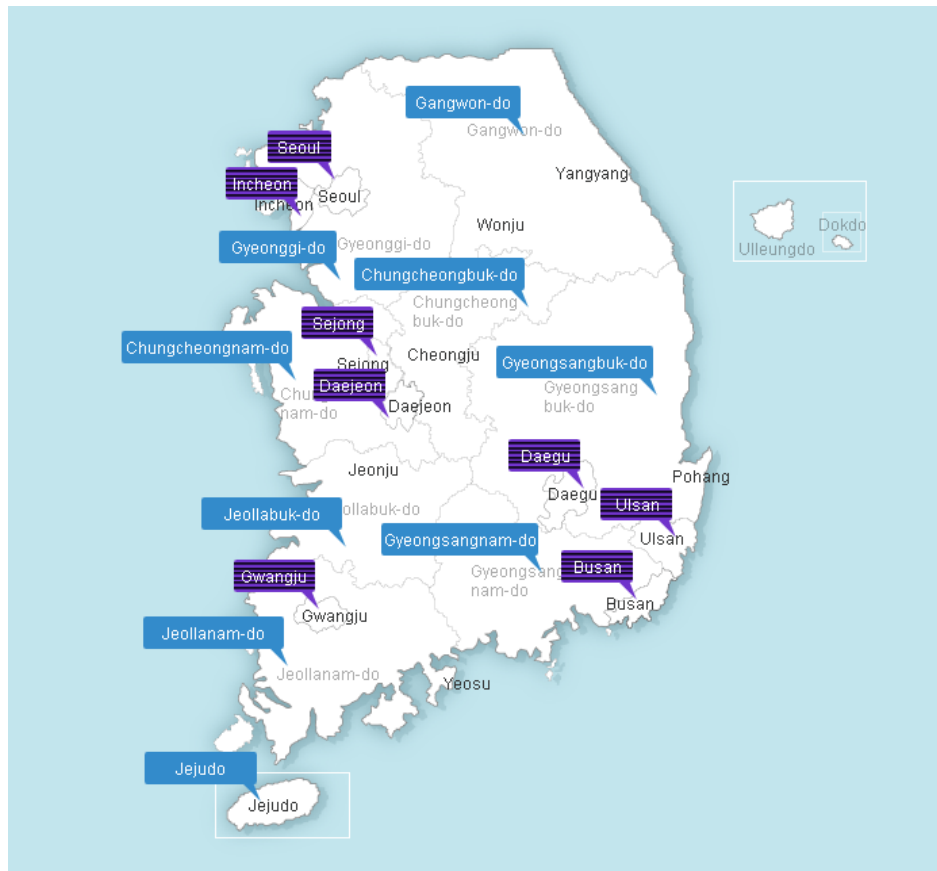 Gangwon-do
Gangwon-do
Seoul
Yangyang
Incheon
Seoul
Incheon
Wonju
Dokdo
Ulleungdo
Gyeonggi-do
Gyeonggi-do
Chungcheongbuk-do
Chungcheong
buk-do
Sejong
Chungcheongnam-do
Cheongju
Sejong
Gyeongsangbuk-do
Daejeon
Gyeongsang
buk-do
nam-do
Daejeon
Daegu
Jeonju
Pohang
Daegu
Ulsan
Jeollabuk-do
Gyeongsangnam-do
Ulsan
Busan
Gwangju
Gyeongsang
nam-do
Busan
Gwangju
Jeollanam-do
Jeollanam-do
Yeosu
Jejudo
Jejudo